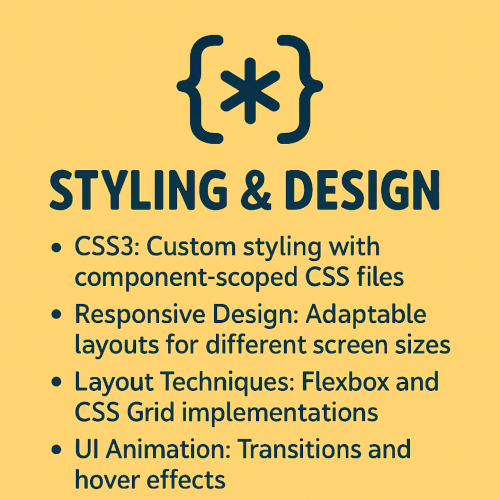 {*}
STYLING & DESIGN
• CSS3: Custom styling with
component-scoped CSS files
• Responsive Design: Adaptable
layouts for different screen sizes
• Layout Techniques: Flexbox and
CSS Grid implementations
• UI Animation: Transitions and
hover effects